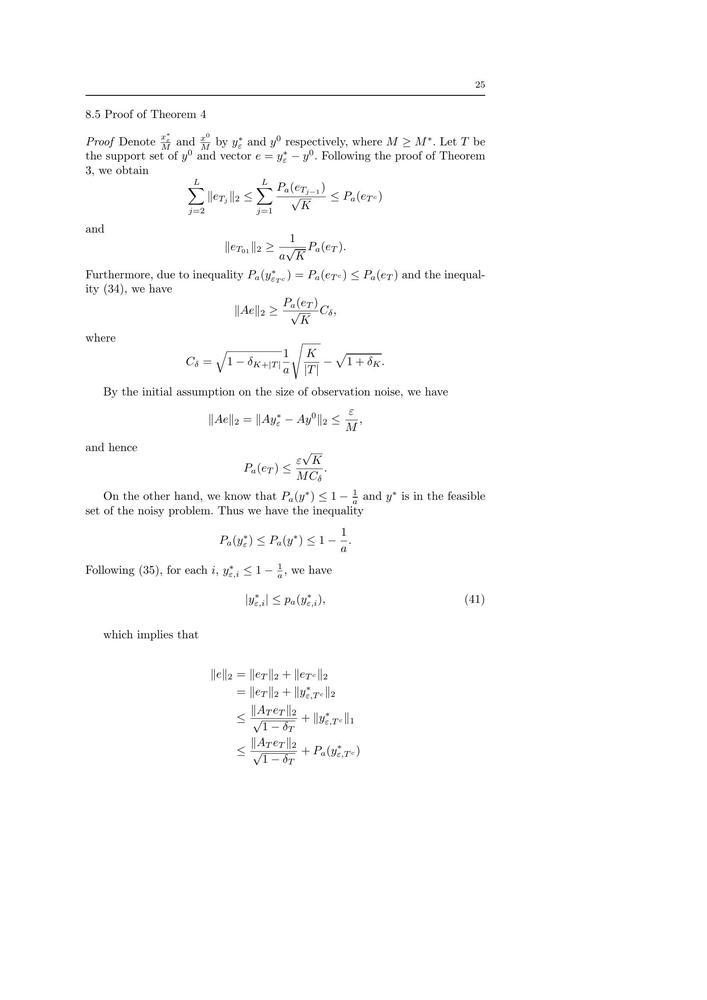 25
8.5 Proof of Theorem 4
Proof Denote $\frac{x^*_\varepsilon}{M}$ and $\frac{x^0}{M}$ by $y^*_\varepsilon$ and $y^0$ respectively, where $M \geq M^*$. Let $T$ be
the support set of $y^0$ and vector $e = y^*_\varepsilon - y^0$. Following the proof of Theorem
3, we obtain
$\sum_{j=2}^{L} \|e_{T_j}\|_2 \leq \sum_{j=1}^{L} \frac{P_a(e_{T_{j-1}})}{\sqrt{K}} \leq P_a(e_{T^c})$
and
$\|e_{T_{01}}\|_2 \geq \frac{1}{a\sqrt{K}} P_a(e_T).$
Furthermore, due to inequality $P_a(y^*_{\varepsilon_{T^c}}) = P_a(e_{T^c}) \leq P_a(e_T)$ and the inequal-
ity (34), we have
$\|Ae\|_2 \geq \frac{P_a(e_T)}{\sqrt{K}} C_\delta,$
where
$C_\delta = \sqrt{1 - \delta_{K+|T|}} \frac{1}{a} \sqrt{\frac{K}{|T|}} - \sqrt{1 + \delta_K}.$
By the initial assumption on the size of observation noise, we have
$\|Ae\|_2 = \|Ay^*_\varepsilon - Ay^0\|_2 \leq \frac{\varepsilon}{M},$
and hence
$P_a(e_T) \leq \frac{\varepsilon\sqrt{K}}{MC_\delta}.$
On the other hand, we know that $P_a(y^*) \leq 1 - \frac{1}{a}$ and $y^*$ is in the feasible
set of the noisy problem. Thus we have the inequality
$P_a(y^*_\varepsilon) \leq P_a(y^*) \leq 1 - \frac{1}{a}.$
Following (35), for each $i$, $y^*_{\varepsilon,i} \leq 1 - \frac{1}{a}$, we have
$|y^*_{\varepsilon,i}| \leq p_a(y^*_{\varepsilon,i}),$ (41)
which implies that
$\|e\|_2 = \|e_T\|_2 + \|e_{T^c}\|_2$
$= \|e_T\|_2 + \|y^*_{\varepsilon,T^c}\|_2$
$\leq \frac{\|A_T e_T\|_2}{\sqrt{1 - \delta_T}} + \|y^*_{\varepsilon,T^c}\|_1$
$\leq \frac{\|A_T e_T\|_2}{\sqrt{1 - \delta_T}} + P_a(y^*_{\varepsilon,T^c})$